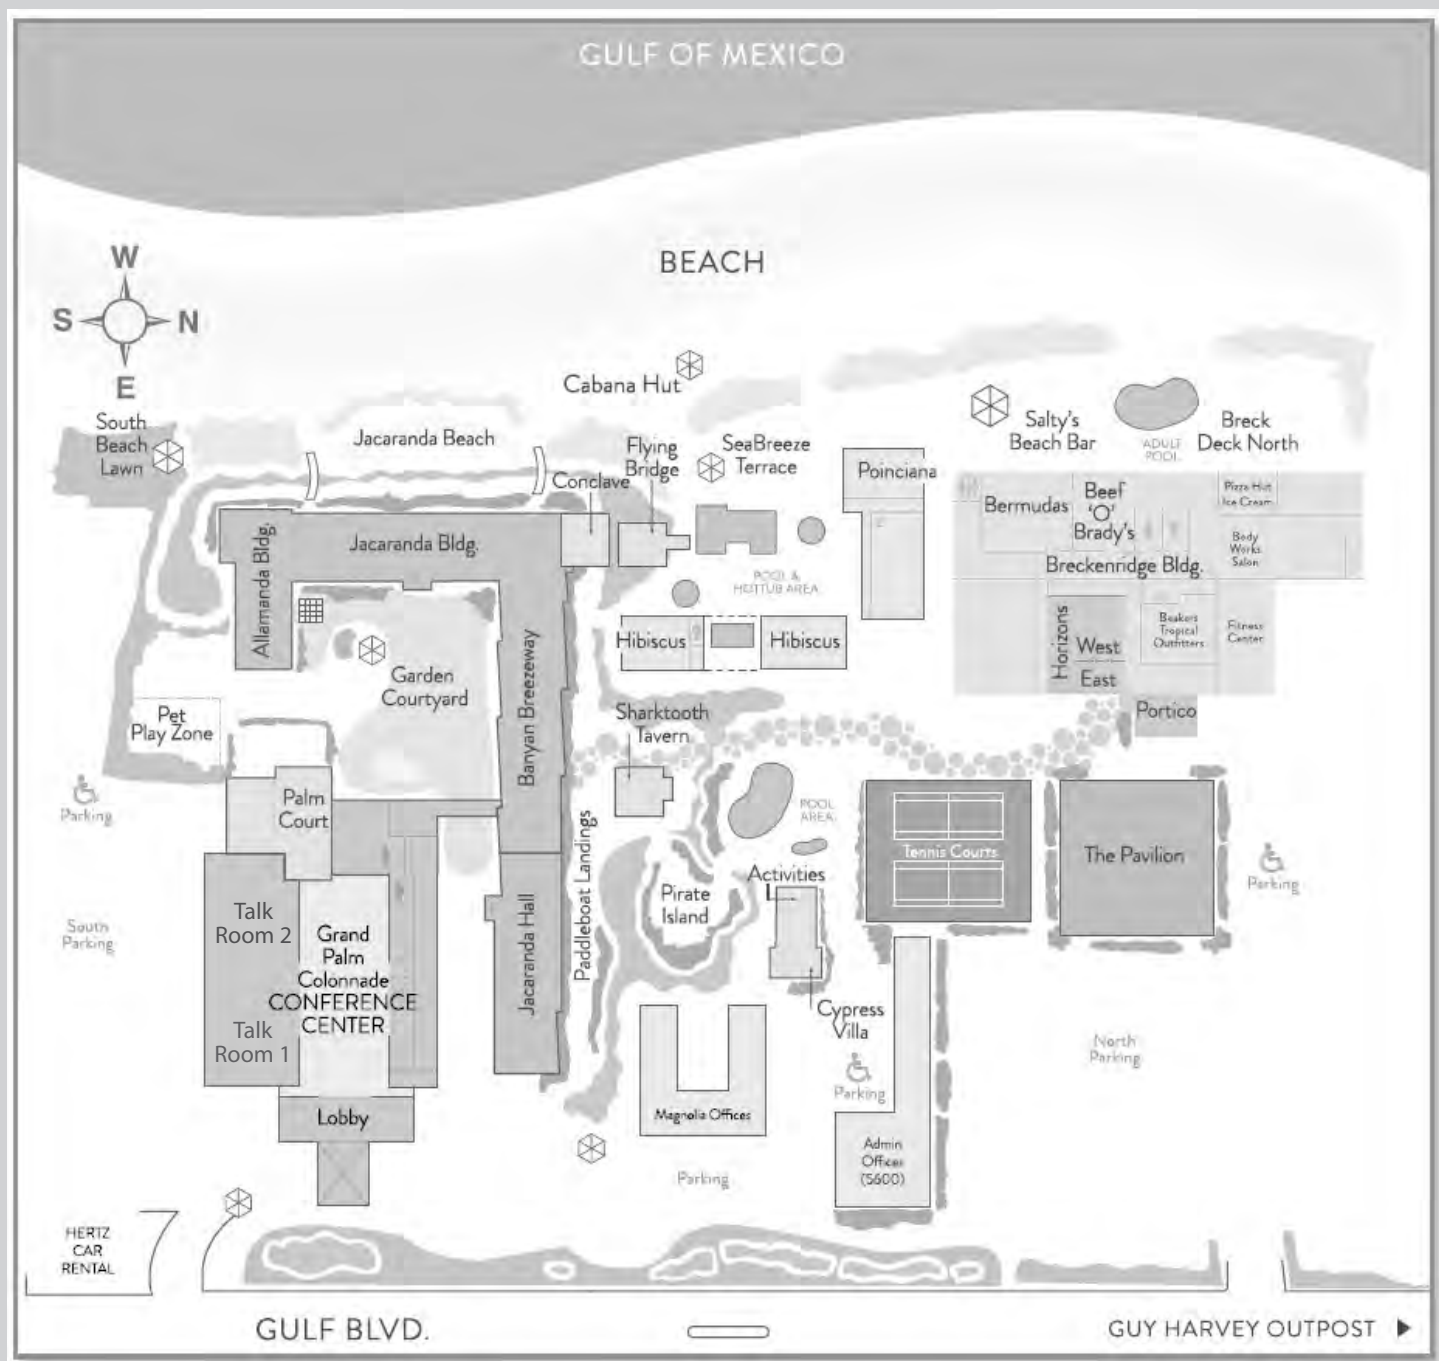 GULF OF MEXICO
BEACH
W
S
N
E
Cabana Hut
South
Beach
Lawn
Jacaranda Beach
Flying
Bridge
Conclave
SeaBreeze
Terrace
Poinciana
Salty's
Beach Bar
ADULT
POOL
Breck
Deck North
Bermudas
Beef
'O'
Brady's
Pizza Hut
Ice Cream
Body
Works
Salon
Breckenridge Bldg.
Allamanda Bldg.
Jacaranda Bldg.
POOL &
HOTTUB AREA
Hibiscus
Hibiscus
Horizons
West
East
Beakers
Tropical
Outfitters
Fitness
Center
Portico
Garden
Courtyard
Banyan Breezeway
Pet
Play Zone
Sharktooth
Tavern
Parking
Palm
Court
POOL
AREA
Tennis Courts
The Pavilion
Parking
Paddleboat Landings
Activities
Pirate
Island
South
Parking
Talk
Room 2
Grand
Palm
Colonnade
CONFERENCE
CENTER
Talk
Room 1
Jacaranda Hall
Cypress
Villa
Parking
North
Parking
Lobby
Magnolia Offices
Admin
Offices
(5600)
Parking
HERTZ
CAR
RENTAL
GULF BLVD.
GUY HARVEY OUTPOST